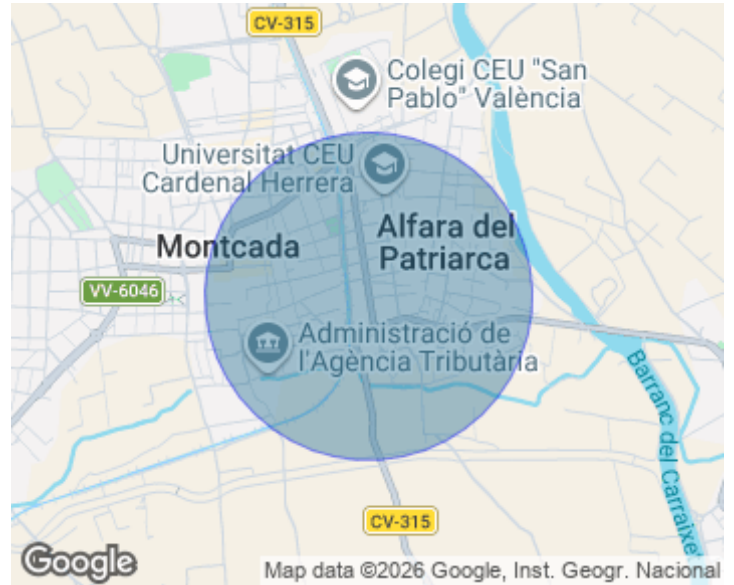 CV-315
Colegi CEU "San
Pablo" València
Universitat CEU
Cardenal Herrera
Alfara del
Patriarca
Montcada
VV-6046
Administració de
l'Agència Tributària
Barranc del Carraixet
CV-315
Google
Map data ©2026 Google, Inst. Geogr. Nacional